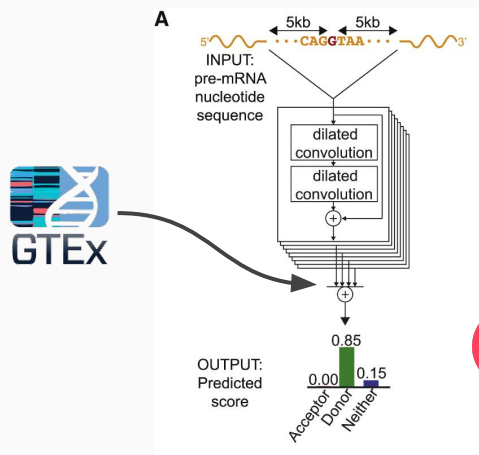 A
5kb 5kb
5' ···CAGGTAA··· 3'
INPUT:
pre-mRNA
nucleotide
sequence
dilated
convolution
dilated
convolution
+
GTEx
+
OUTPUT:
Predicted
score
0.00 0.85 0.15
Acceptor
Donor
Neither